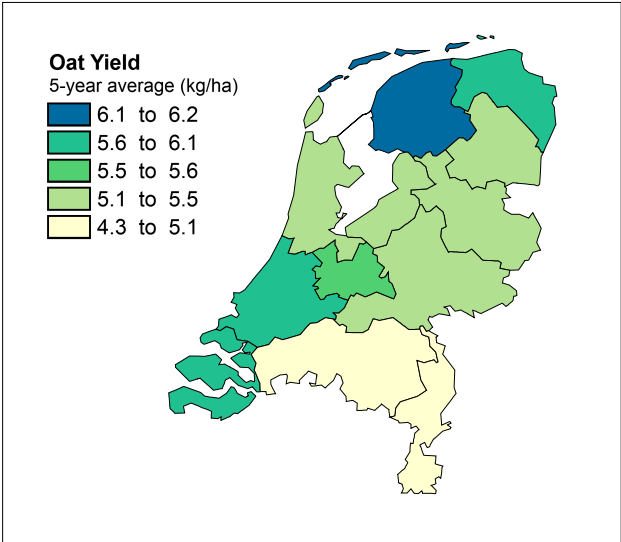 Oat Yield
5-year average (kg/ha)
6.1 to 6.2
5.6 to 6.1
5.5 to 5.6
5.1 to 5.5
4.3 to 5.1